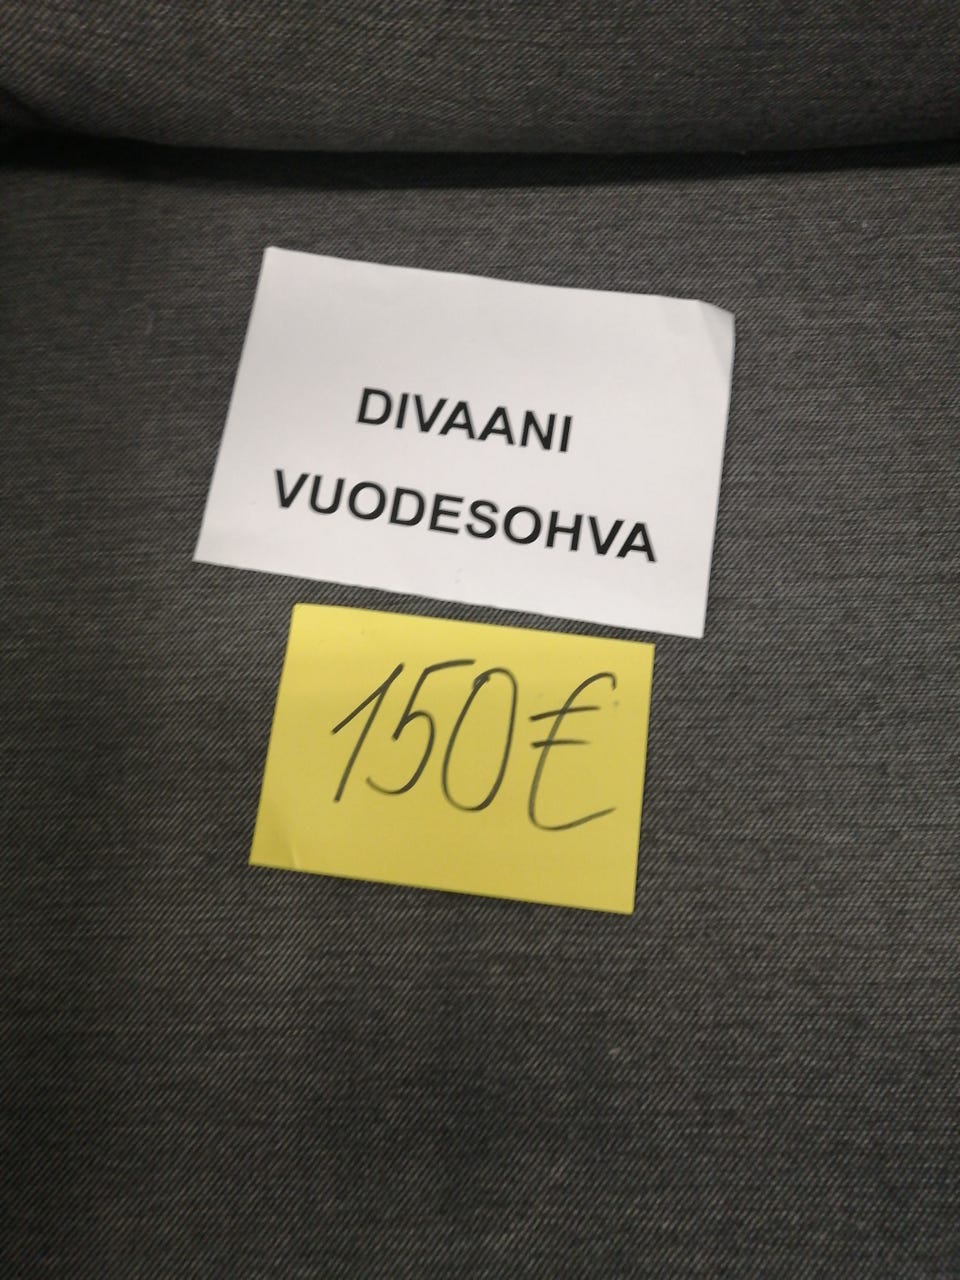 DIVAANI
VUODESOHVA
150€